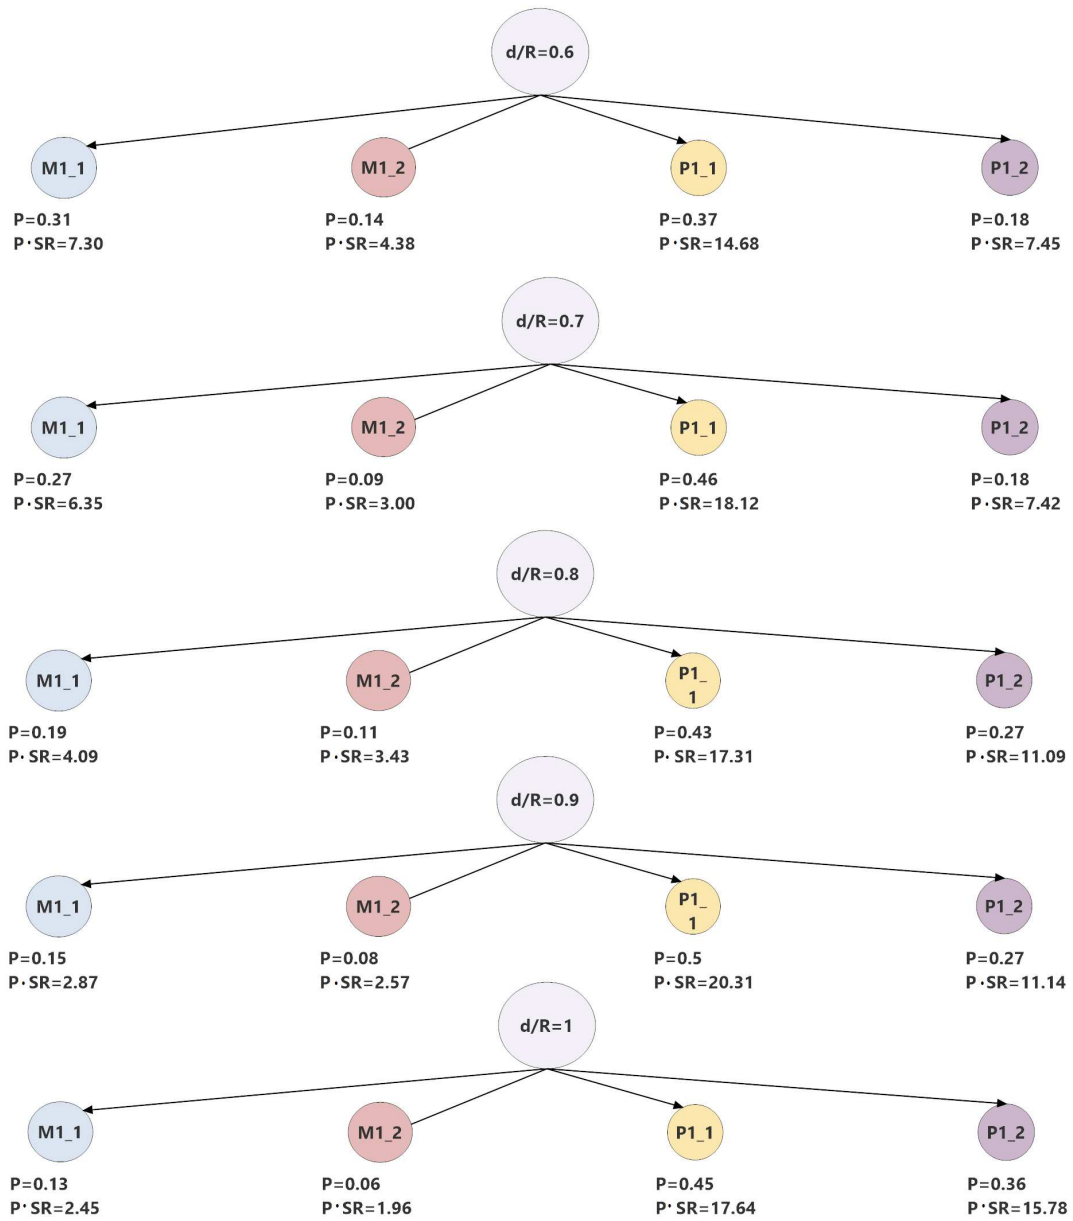 d/R=0.6
M1_1
M1_2
P1_1
P1_2
P=0.31
P·SR=7.30
P=0.14
P·SR=4.38
P=0.37
P·SR=14.68
P=0.18
P·SR=7.45
d/R=0.7
M1_1
M1_2
P1_1
P1_2
P=0.27
P·SR=6.35
P=0.09
P·SR=3.00
P=0.46
P·SR=18.12
P=0.18
P·SR=7.42
d/R=0.8
M1_1
M1_2
P1_
1
P1_2
P=0.19
P·SR=4.09
P=0.11
P·SR=3.43
P=0.43
P·SR=17.31
P=0.27
P·SR=11.09
d/R=0.9
M1_1
M1_2
P1_
1
P1_2
P=0.15
P·SR=2.87
P=0.08
P·SR=2.57
P=0.5
P·SR=20.31
P=0.27
P·SR=11.14
d/R=1
M1_1
M1_2
P1_1
P1_2
P=0.13
P·SR=2.45
P=0.06
P·SR=1.96
P=0.45
P·SR=17.64
P=0.36
P·SR=15.78